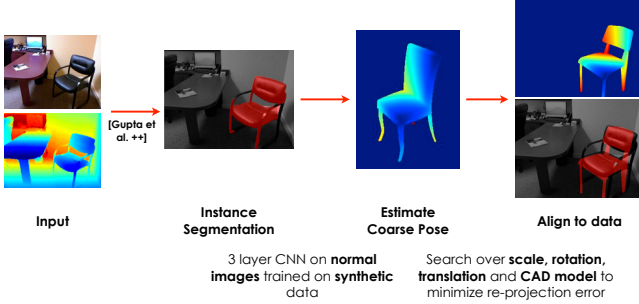 [Gupta et
al. ++]
Input
Instance
Segmentation
Estimate
Coarse Pose
Align to data
3 layer CNN on normal
images trained on synthetic
data
Search over scale, rotation,
translation and CAD model to
minimize re-projection error